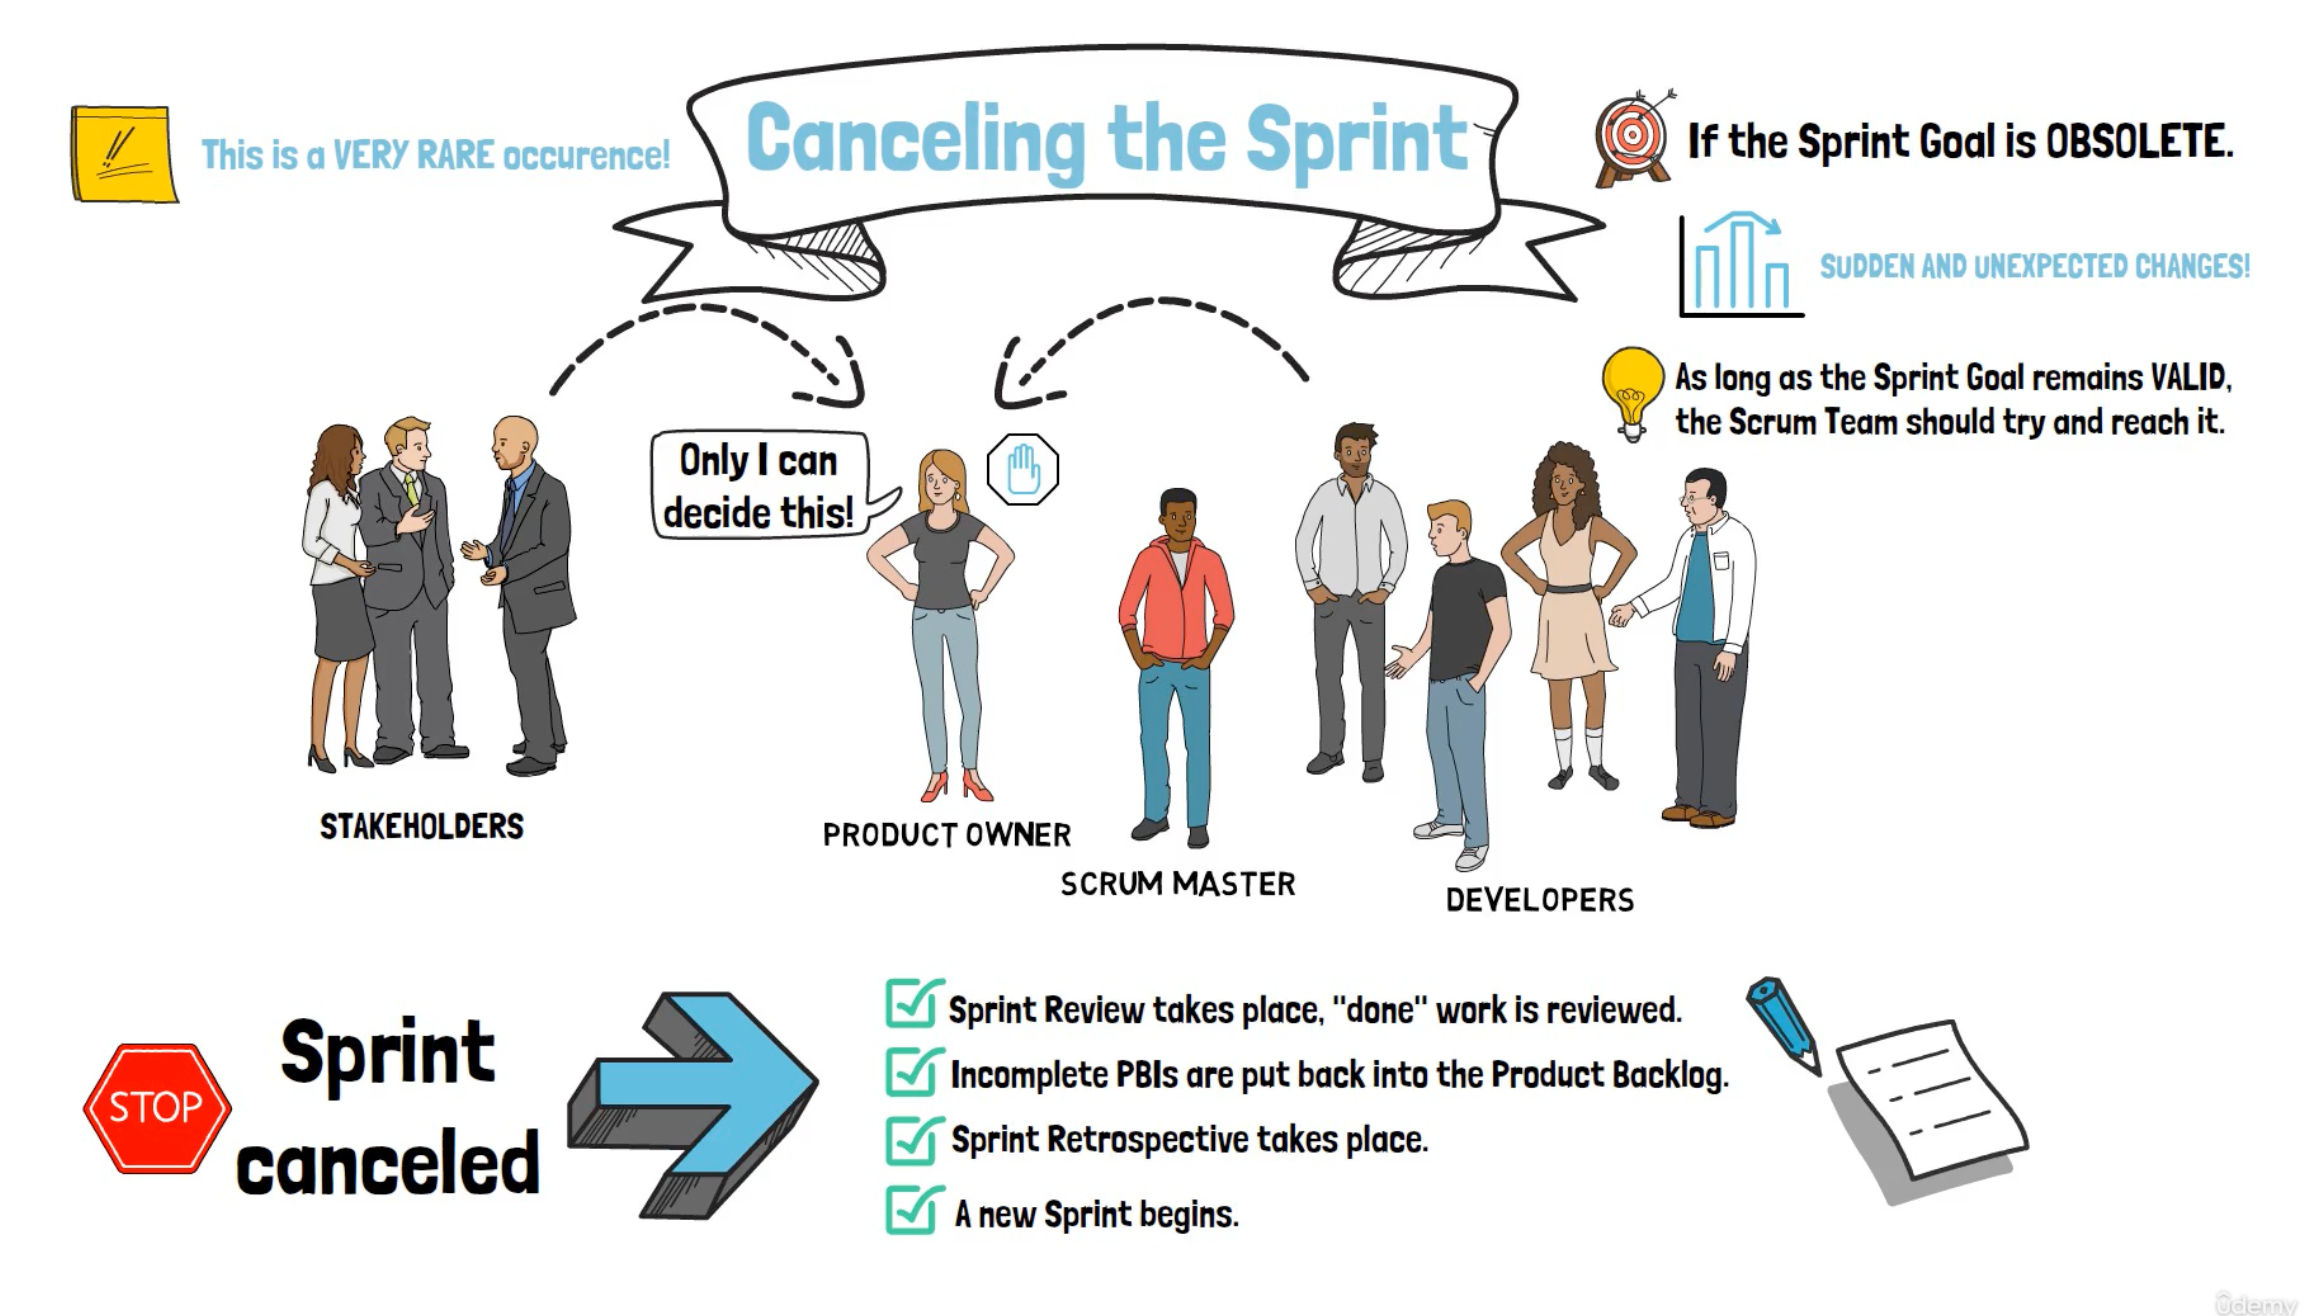 Canceling the Sprint
This is a VERY RARE occurence!
If the Sprint Goal is OBSOLETE.
SUDDEN AND UNEXPECTED CHANGES!
As long as the Sprint Goal remains VALID,
the Scrum Team should try and reach it.
Only I can
decide this!
STAKEHOLDERS
PRODUCT OWNER
SCRUM MASTER
DEVELOPERS
STOP
Sprint
canceled
Sprint Review takes place, "done" work is reviewed.
Incomplete PBIs are put back into the Product Backlog.
Sprint Retrospective takes place.
A new Sprint begins.
ûdemy